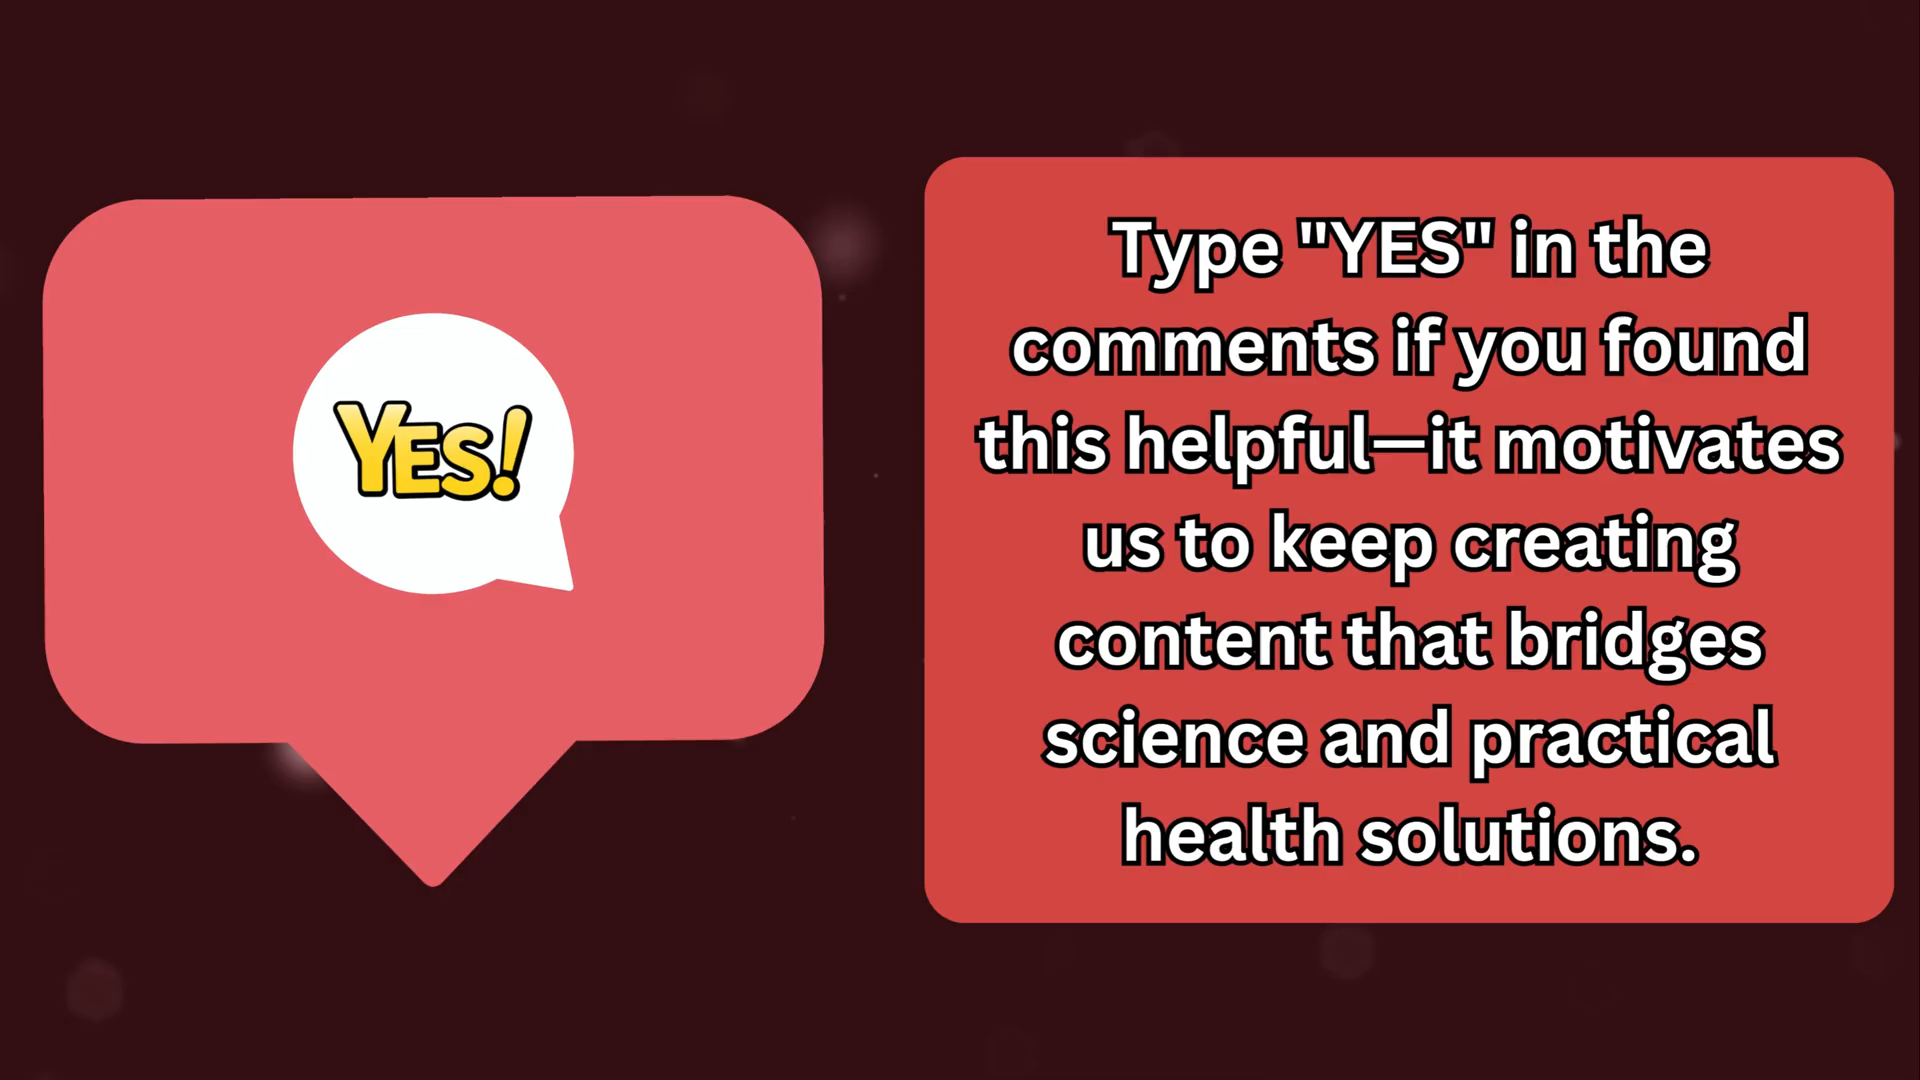 YES!
Type "YES" in the
comments if you found
this helpful—it motivates
us to keep creating
content that bridges
science and practical
health solutions.